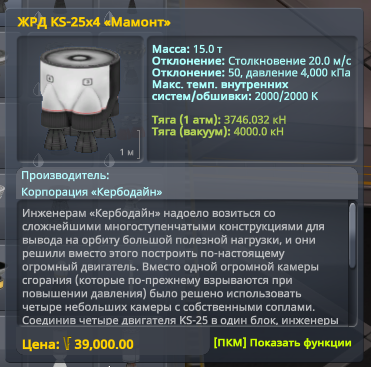 ЖРД KS-25x4 «Мамонт»
Масса: 15.0 т
Отклонение: Столкновение 20.0 м/с
Отклонение: 50, давление 4,000 кПа
Макс. темп. внутренних
систем/обшивки: 2000/2000 K
Тяга (1 атм): 3746.032 кН
Тяга (вакуум): 4000.0 кН
1 м
Производитель:
Корпорация «Кербодайн»
Инженерам «Кербодайн» надоело возиться со
сложнейшими многоступенчатыми конструкциями для
вывода на орбиту большой полезной нагрузки, и они
решили вместо этого построить по-настоящему
огромный двигатель. Вместо одной огромной камеры
сгорания (которые по-прежнему взрываются при
повышении давления) было решено использовать
четыре небольших камеры с собственными соплами.
Соединив четыре двигателя KS-25 в один блок, инженеры
Цена: 39,000.00
[ПКМ] Показать функции